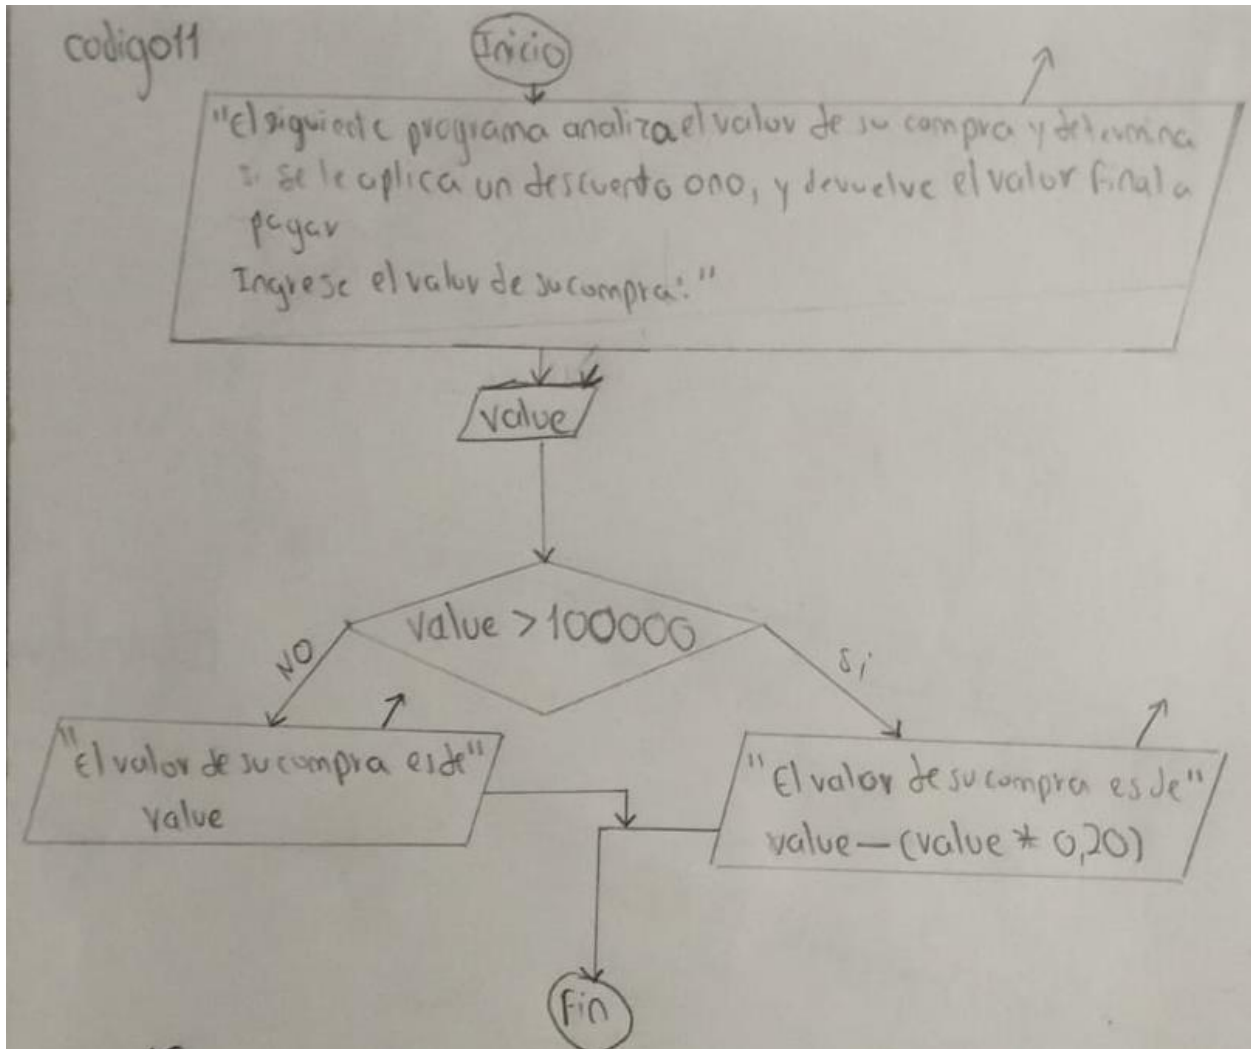 codigo11
Inicio
"El siguiente programa analiza el valor de su compra y determina
si se le aplica un descuento o no, y devuelve el valor final a
pagar
Ingrese el valor de su compra:"
value
value > 100000
NO
Si
"El valor de su compra es de"
value
"El valor de su compra es de"
value – (value * 0,20)
Fin